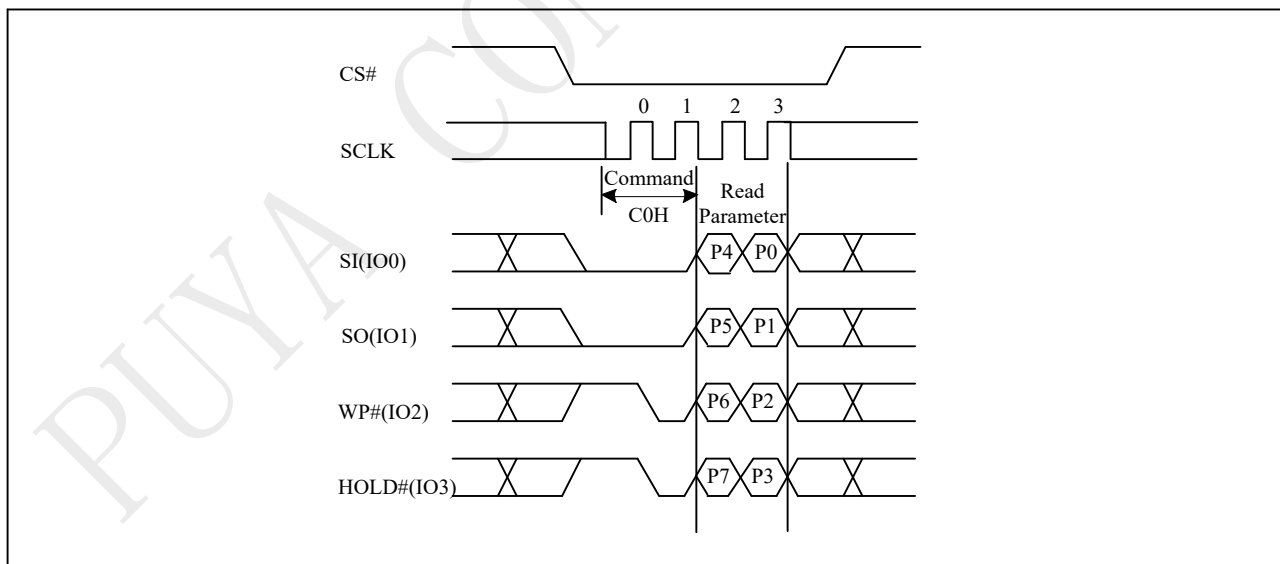 PUYA CON
CS#
0 1 2 3
SCLK
Command
Read
C0H
Parameter
SI(IO0)
P4 P0
SO(IO1)
P5 P1
WP#(IO2)
P6 P2
HOLD#(IO3)
P7 P3